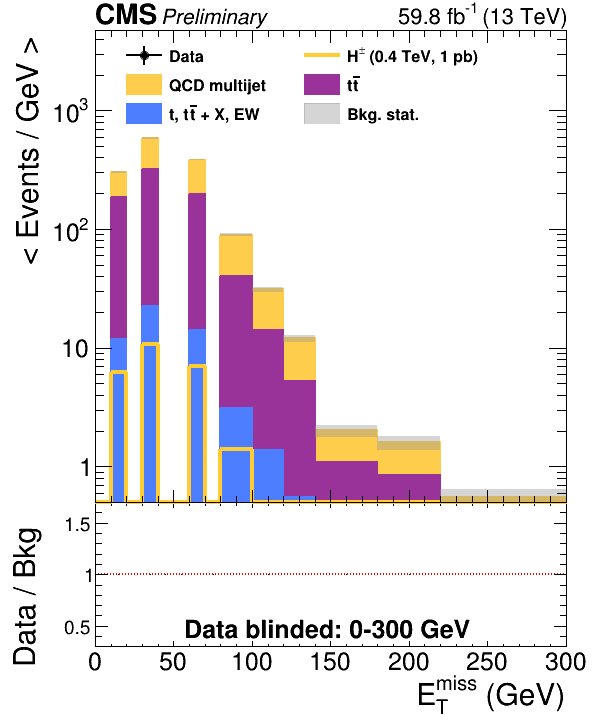 CMS Preliminary 59.8 fb⁻¹ (13 TeV)
< Events / GeV >
Data
H± (0.4 TeV, 1 pb)
QCD multijet
tt̄
t, tt̄ + X, EW
Bkg. stat.
10³
10²
10
1
Data / Bkg
1.5
1
0.5
Data blinded: 0-300 GeV
0 50 100 150 200 250 300
E_T^miss (GeV)